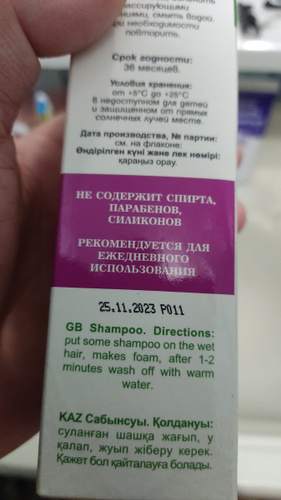 ассирующими
ниями, смыть водой.
ри необходимости
повторить.
Срок годности:
36 месяцев.
Условия хранения:
от +5°С до +25°С
в недоступном для детей
и защищенном от прямых
солнечных лучей месте.
Дата производства, № партии:
см. на флаконе.
Өндірілген күні және лек нөмірі:
қараңыз орау.
НЕ СОДЕРЖИТ СПИРТА,
ПАРАБЕНОВ,
СИЛИКОНОВ
РЕКОМЕНДУЕТСЯ ДЛЯ
ЕЖЕДНЕВНОГО
ИСПОЛЬЗОВАНИЯ
25.11.2023 P011
GB Shampoo. Directions:
put some shampoo on the wet
hair, makes foam, after 1-2
minutes wash off with warm
water.
KAZ Сабынсуы. Қолдануы:
суланған шашқа жағып, у
қалап, жуып жіберу керек.
Қажет бол қайталауға болады.